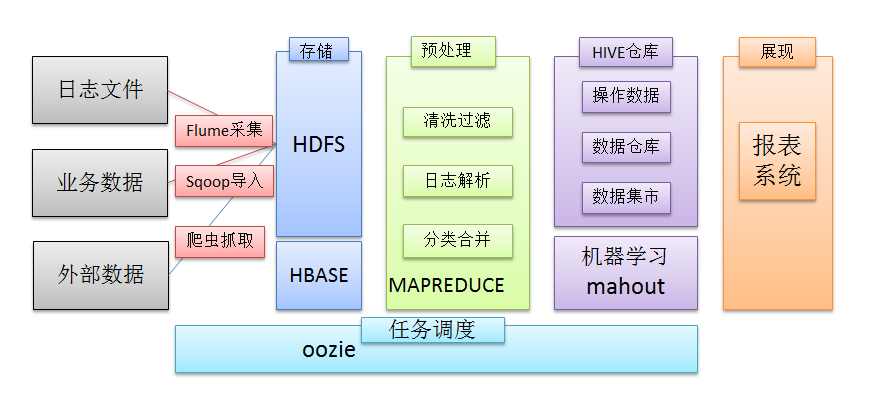 日志文件
业务数据
外部数据
Flume采集
Sqoop导入
爬虫抓取
存储
HDFS
HBASE
预处理
清洗过滤
日志解析
分类合并
MAPREDUCE
HIVE仓库
操作数据
数据仓库
数据集市
机器学习
mahout
展现
报表
系统
任务调度
oozie